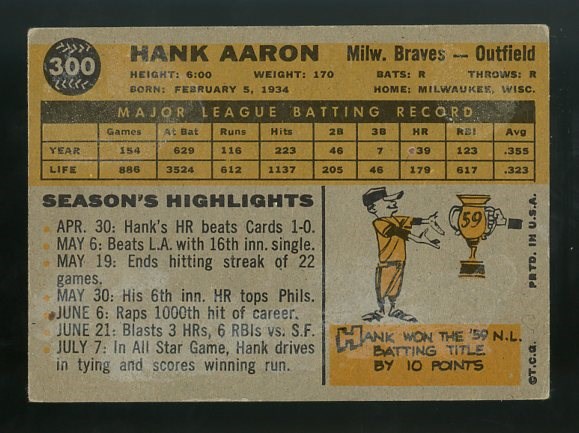 300
HANK AARON Milw. Braves — Outfield
HEIGHT: 6:00 WEIGHT: 170 BATS: R THROWS: R
BORN: FEBRUARY 5, 1934 HOME: MILWAUKEE, WISC.
MAJOR LEAGUE BATTING RECORD
Games At Bat Runs Hits 2B 3B HR RBI Avg
YEAR 154 629 116 223 46 7 39 123 .355
LIFE 886 3524 612 1137 205 46 179 617 .323
SEASON'S HIGHLIGHTS
APR. 30: Hank's HR beats Cards 1-0.
MAY 6: Beats L.A. with 16th inn. single.
MAY 19: Ends hitting streak of 22
games.
MAY 30: His 6th inn. HR tops Phils.
JUNE 6: Raps 1000th hit of career.
JUNE 21: Blasts 3 HRs, 6 RBIs vs. S.F.
JULY 7: In All Star Game, Hank drives
in tying and scores winning run.
59
HANK WON THE '59 N.L.
BATTING TITLE
BY 10 POINTS
©T.C.G. PRTD. IN U.S.A.